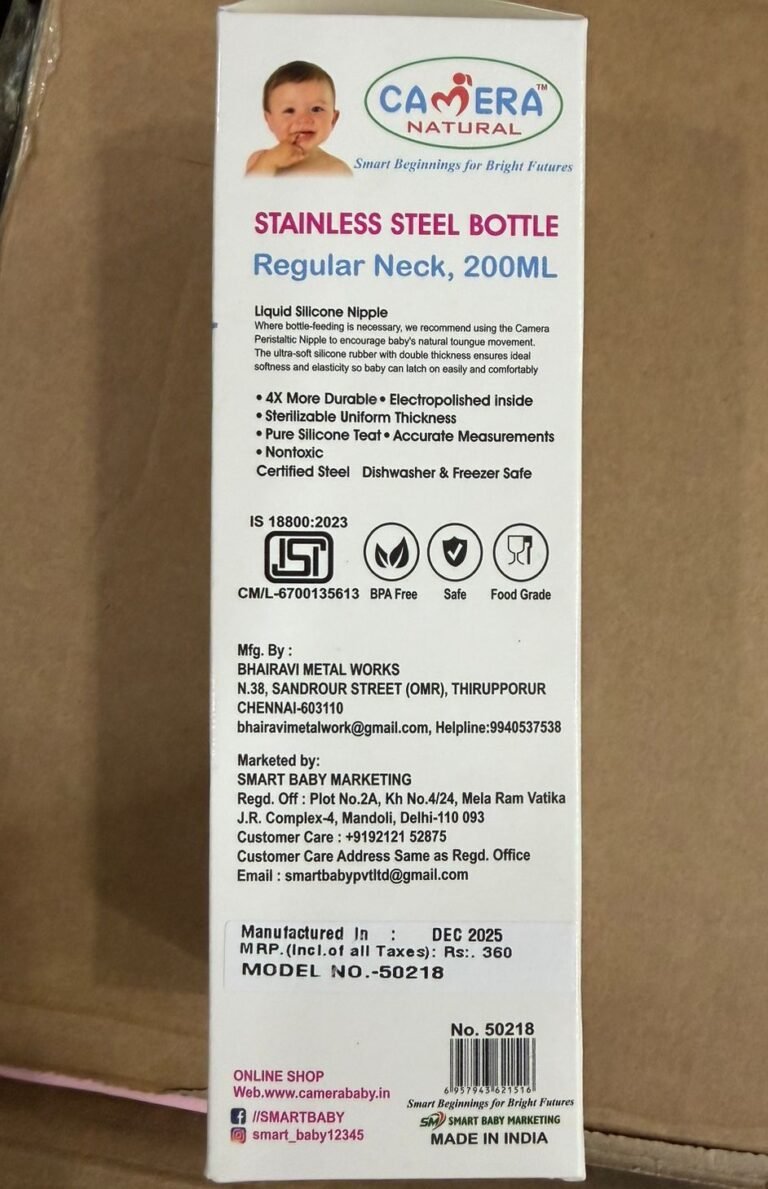 CAMERA™
NATURAL
Smart Beginnings for Bright Futures
STAINLESS STEEL BOTTLE
Regular Neck, 200ML
Liquid Silicone Nipple
Where bottle-feeding is necessary, we recommend using the Camera
Peristaltic Nipple to encourage baby's natural toungue movement.
The ultra-soft silicone rubber with double thickness ensures ideal
softness and elasticity so baby can latch on easily and comfortably
• 4X More Durable • Electropolished inside
• Sterilizable Uniform Thickness
• Pure Silicone Teat • Accurate Measurements
• Nontoxic
Certified Steel Dishwasher & Freezer Safe
IS 18800:2023
ISI
CM/L-6700135613 BPA Free Safe Food Grade
Mfg. By :
BHAIRAVI METAL WORKS
N.38, SANDROUR STREET (OMR), THIRUPPORUR
CHENNAI-603110
bhairavimetalwork@gmail.com, Helpline:9940537538
Marketed by:
SMART BABY MARKETING
Regd. Off : Plot No.2A, Kh No.4/24, Mela Ram Vatika
J.R. Complex-4, Mandoli, Delhi-110 093
Customer Care : +9192121 52875
Customer Care Address Same as Regd. Office
Email : smartbabypvtltd@gmail.com
Manufactured In : DEC 2025
MRP.(Incl.of all Taxes): Rs:. 360
MODEL NO.-50218
No. 50218
6957943621516
ONLINE SHOP
Web.www.camerababy.in
//SMARTBABY
smart_baby12345
Smart Beginnings for Bright Futures
SM SMART BABY MARKETING
MADE IN INDIA